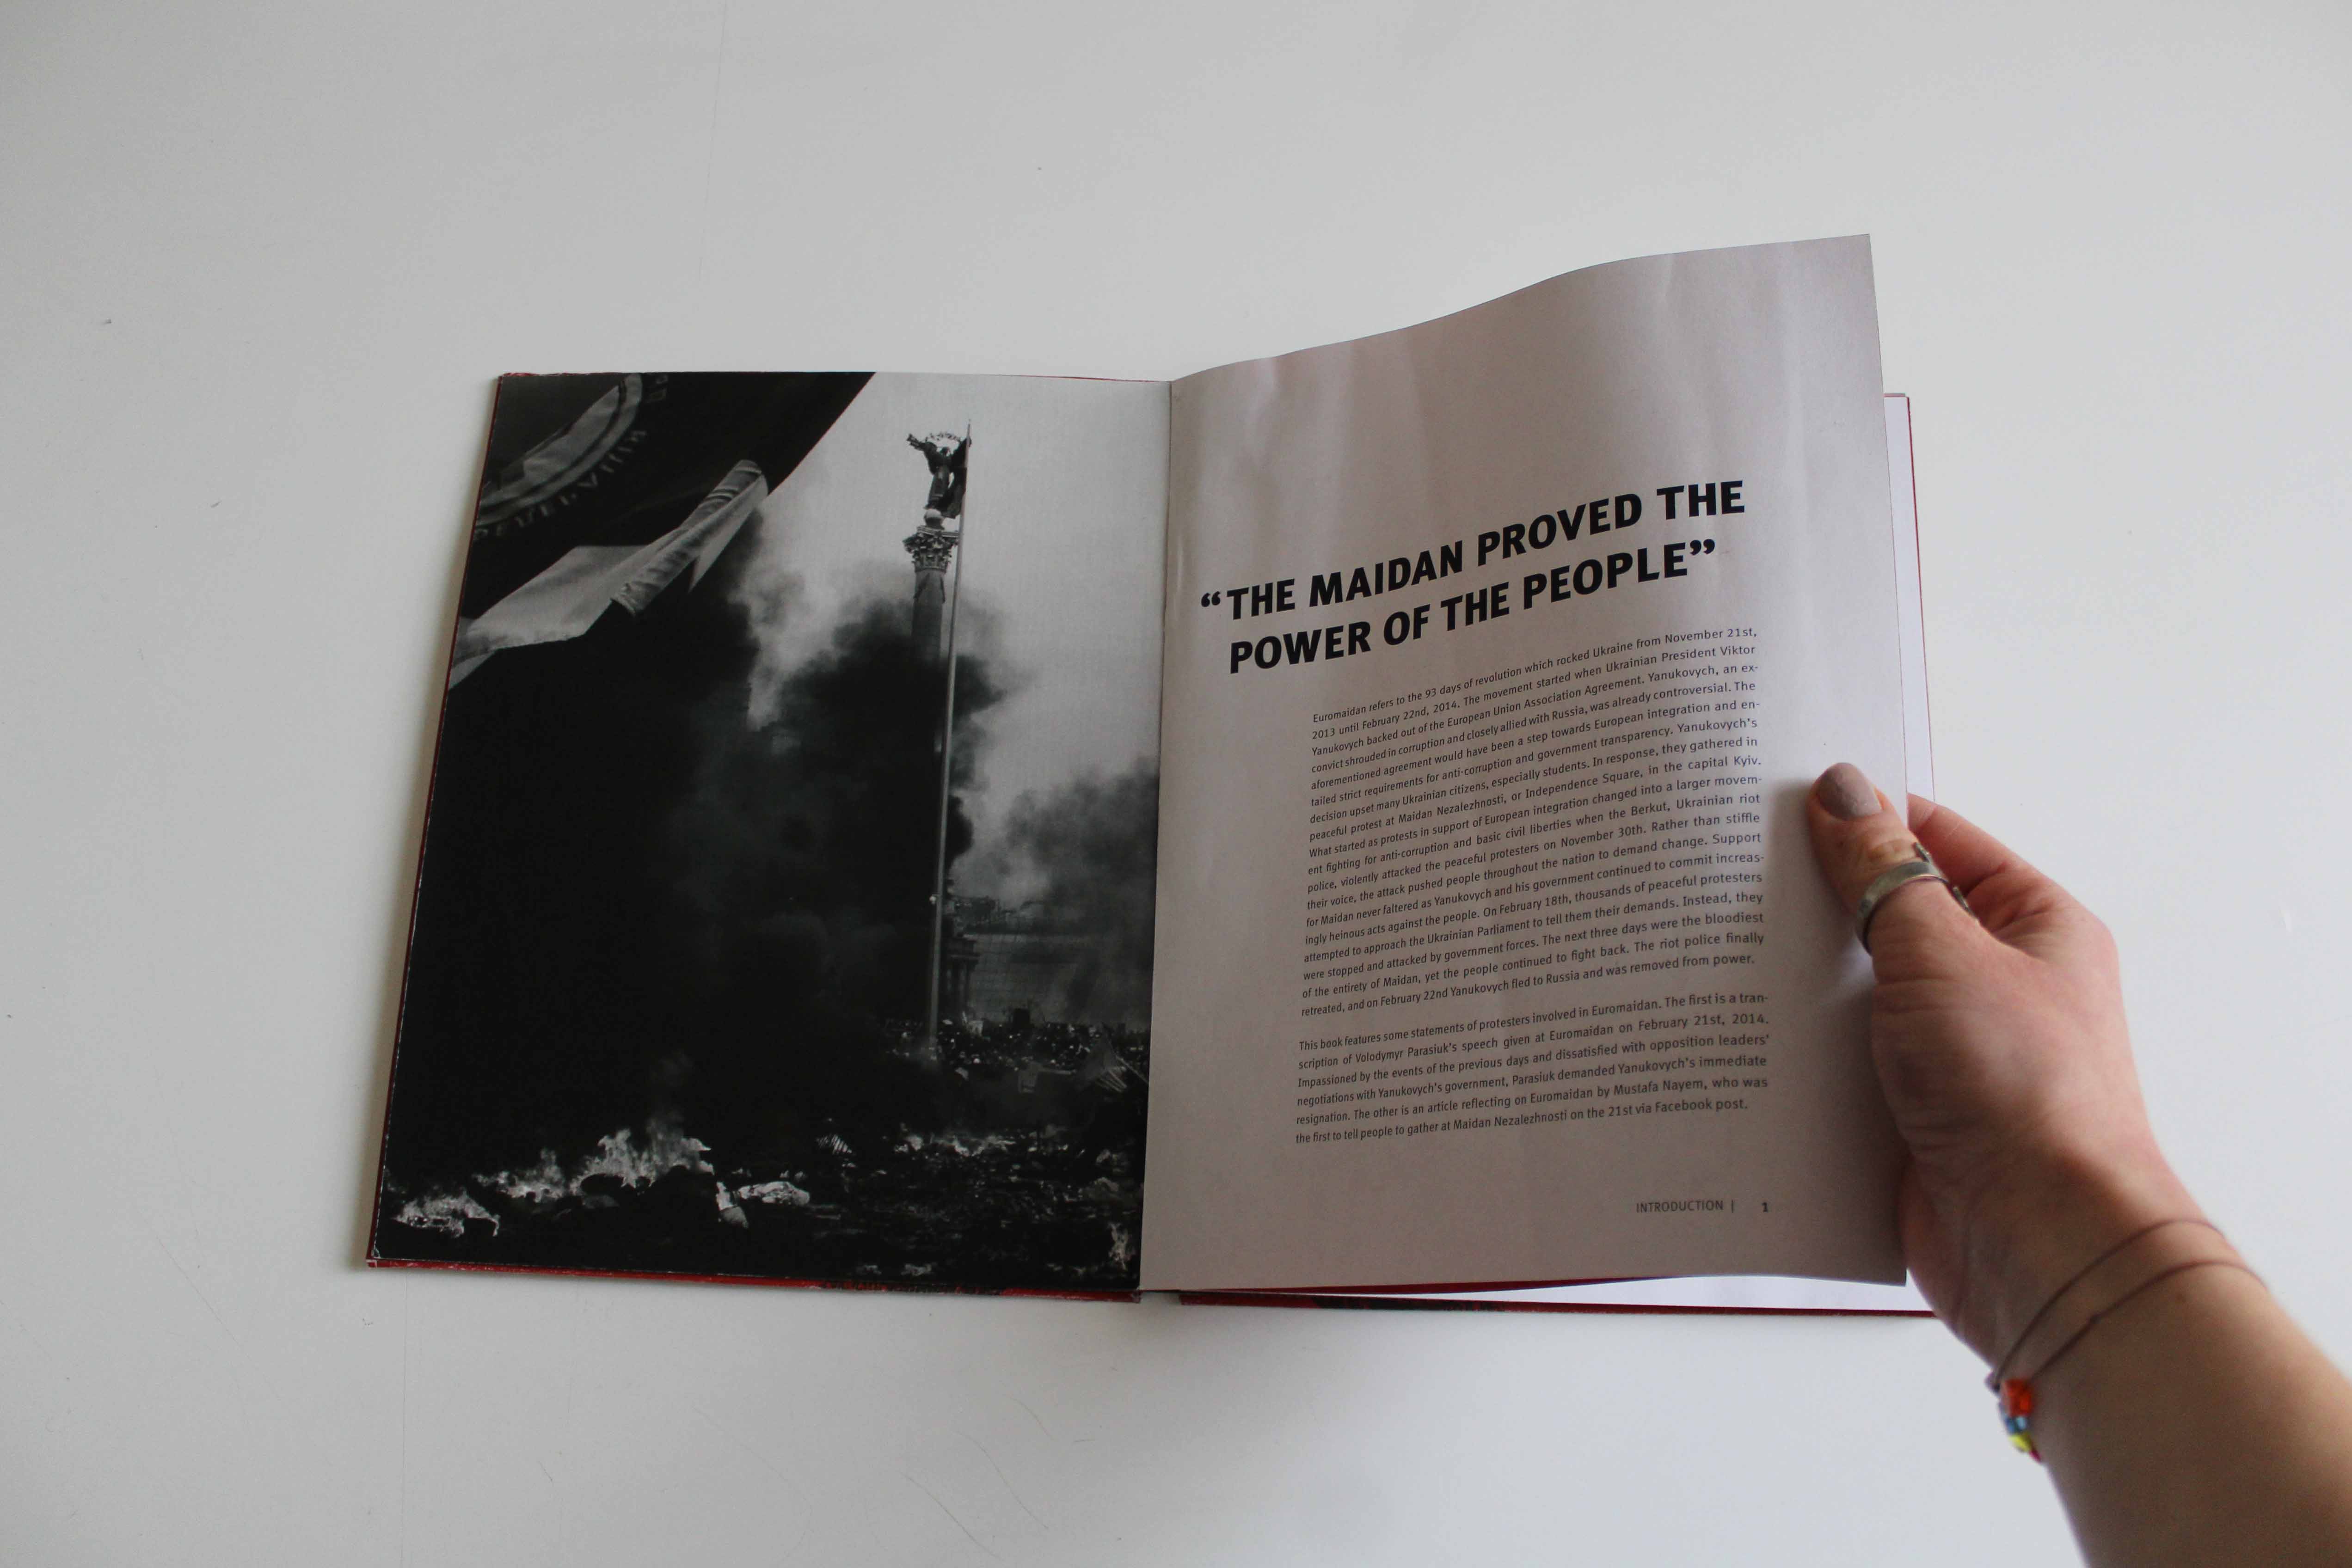 “THE MAIDAN PROVED THE
POWER OF THE PEOPLE”
Euromaidan refers to the 93 days of revolution which rocked Ukraine from November 21st,
2013 until February 22nd, 2014. The movement started when Ukrainian President Viktor
Yanukovych backed out of the European Union Association Agreement. Yanukovych, an ex-
convict shrouded in corruption and closely allied with Russia, was already controversial. The
aforementioned agreement would have been a step towards European integration and en-
tailed strict requirements for anti-corruption and government transparency. Yanukovych’s
decision upset many Ukrainian citizens, especially students. In response, they gathered in
peaceful protest at Maidan Nezalezhnosti, or Independence Square, in the capital Kyiv.
What started as protests in support of European integration changed into a larger movem-
ent fighting for anti-corruption and basic civil liberties when the Berkut, Ukrainian riot
police, violently attacked the peaceful protesters on November 30th. Rather than stiffle
their voice, the attack pushed people throughout the nation to demand change. Support
for Maidan never faltered as Yanukovych and his government continued to commit increas-
ingly heinous acts against the people. On February 18th, thousands of peaceful protesters
attempted to approach the Ukrainian Parliament to tell them their demands. Instead, they
were stopped and attacked by government forces. The next three days were the bloodiest
of the entirety of Maidan, yet the people continued to fight back. The riot police finally
retreated, and on February 22nd Yanukovych fled to Russia and was removed from power.
This book features some statements of protesters involved in Euromaidan. The first is a tran-
scription of Volodymyr Parasiuk’s speech given at Euromaidan on February 21st, 2014.
Impassioned by the events of the previous days and dissatisfied with opposition leaders’
negotiations with Yanukovych’s government, Parasiuk demanded Yanukovych’s immediate
resignation. The other is an article reflecting on Euromaidan by Mustafa Nayem, who was
the first to tell people to gather at Maidan Nezalezhnosti on the 21st via Facebook post.
INTRODUCTION | 1